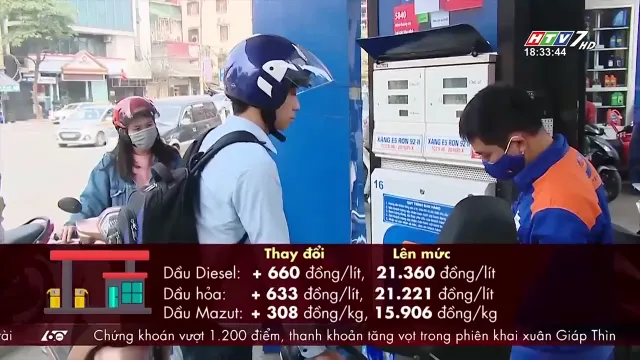 HTV7 HD
18:33:44
XĂNG E5 RON 92-II
XĂNG E5 RON 92-II
16
Thay đổi Lên mức
Dầu Diesel: + 660 đồng/lít, 21.360 đồng/lít
Dầu hỏa: + 633 đồng/lít, 21.221 đồng/lít
Dầu Mazut: + 308 đồng/kg, 15.906 đồng/kg
tài Chứng khoán vượt 1.200 điểm, thanh khoản tăng vọt trong phiên khai xuân Giáp Thìn